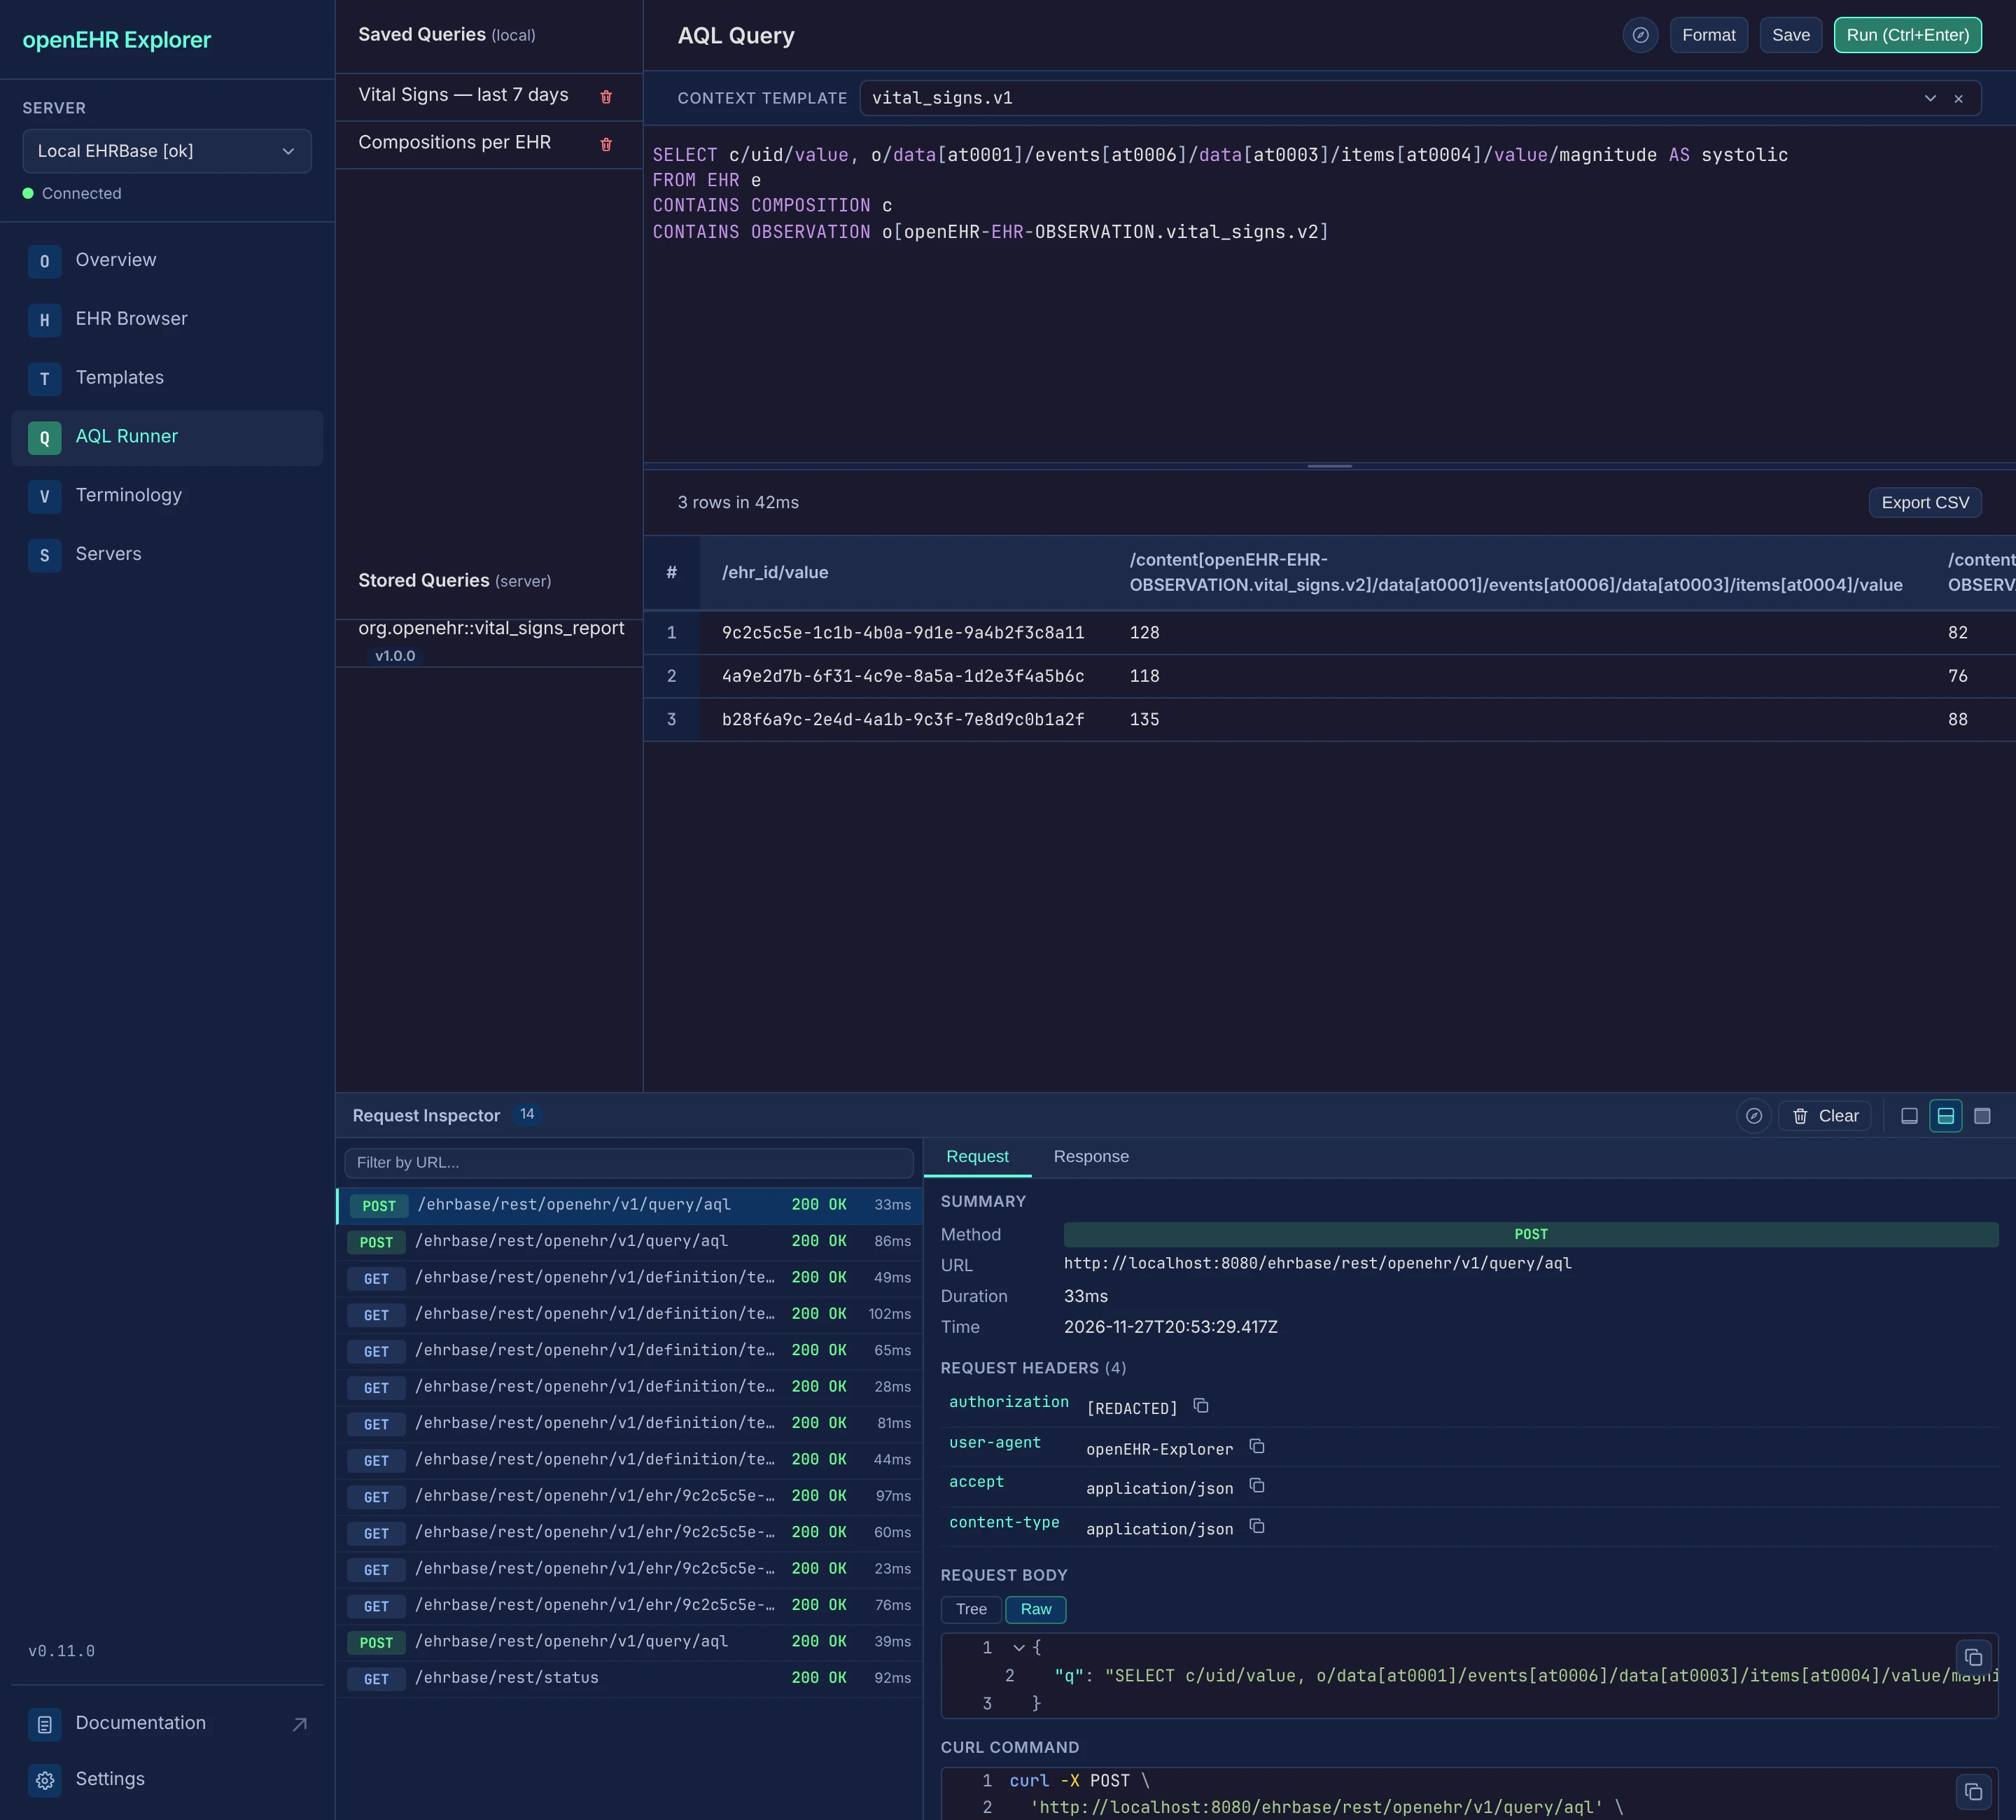 openEHR Explorer
SERVER
Local EHRBase [ok]
Connected
O Overview
H EHR Browser
T Templates
Q AQL Runner
V Terminology
S Servers
v0.11.0
Documentation
Settings
Saved Queries (local)
Vital Signs — last 7 days
Compositions per EHR
Stored Queries (server)
org.openehr::vital_signs_report
v1.0.0
AQL Query
Format
Save
Run (Ctrl+Enter)
CONTEXT TEMPLATE vital_signs.v1
SELECT c/uid/value, o/data[at0001]/events[at0006]/data[at0003]/items[at0004]/value/magnitude AS systolic
FROM EHR e
CONTAINS COMPOSITION c
CONTAINS OBSERVATION o[openEHR-EHR-OBSERVATION.vital_signs.v2]
3 rows in 42ms
Export CSV
# /ehr_id/value /content[openEHR-EHR-OBSERVATION.vital_signs.v2]/data[at0001]/events[at0006]/data[at0003]/items[at0004]/value /content OBSERV
1 9c2c5c5e-1c1b-4b0a-9d1e-9a4b2f3c8a11 128 82
2 4a9e2d7b-6f31-4c9e-8a5a-1d2e3f4a5b6c 118 76
3 b28f6a9c-2e4d-4a1b-9c3f-7e8d9c0b1a2f 135 88
Request Inspector 14
Clear
Filter by URL...
POST /ehrbase/rest/openehr/v1/query/aql 200 OK 33ms
POST /ehrbase/rest/openehr/v1/query/aql 200 OK 86ms
GET /ehrbase/rest/openehr/v1/definition/te… 200 OK 49ms
GET /ehrbase/rest/openehr/v1/definition/te… 200 OK 102ms
GET /ehrbase/rest/openehr/v1/definition/te… 200 OK 65ms
GET /ehrbase/rest/openehr/v1/definition/te… 200 OK 28ms
GET /ehrbase/rest/openehr/v1/definition/te… 200 OK 81ms
GET /ehrbase/rest/openehr/v1/definition/te… 200 OK 44ms
GET /ehrbase/rest/openehr/v1/ehr/9c2c5c5e-… 200 OK 97ms
GET /ehrbase/rest/openehr/v1/ehr/9c2c5c5e-… 200 OK 60ms
GET /ehrbase/rest/openehr/v1/ehr/9c2c5c5e-… 200 OK 23ms
GET /ehrbase/rest/openehr/v1/ehr/9c2c5c5e-… 200 OK 76ms
POST /ehrbase/rest/openehr/v1/query/aql 200 OK 39ms
GET /ehrbase/rest/status 200 OK 92ms
Request
Response
SUMMARY
Method POST
URL http://localhost:8080/ehrbase/rest/openehr/v1/query/aql
Duration 33ms
Time 2026-11-27T20:53:29.417Z
REQUEST HEADERS (4)
authorization [REDACTED]
user-agent openEHR-Explorer
accept application/json
content-type application/json
REQUEST BODY
Tree
Raw
1 {
2 "q": "SELECT c/uid/value, o/data[at0001]/events[at0006]/data[at0003]/items[at0004]/value/magni
3 }
CURL COMMAND
1 curl -X POST \
2 'http://localhost:8080/ehrbase/rest/openehr/v1/query/aql' \